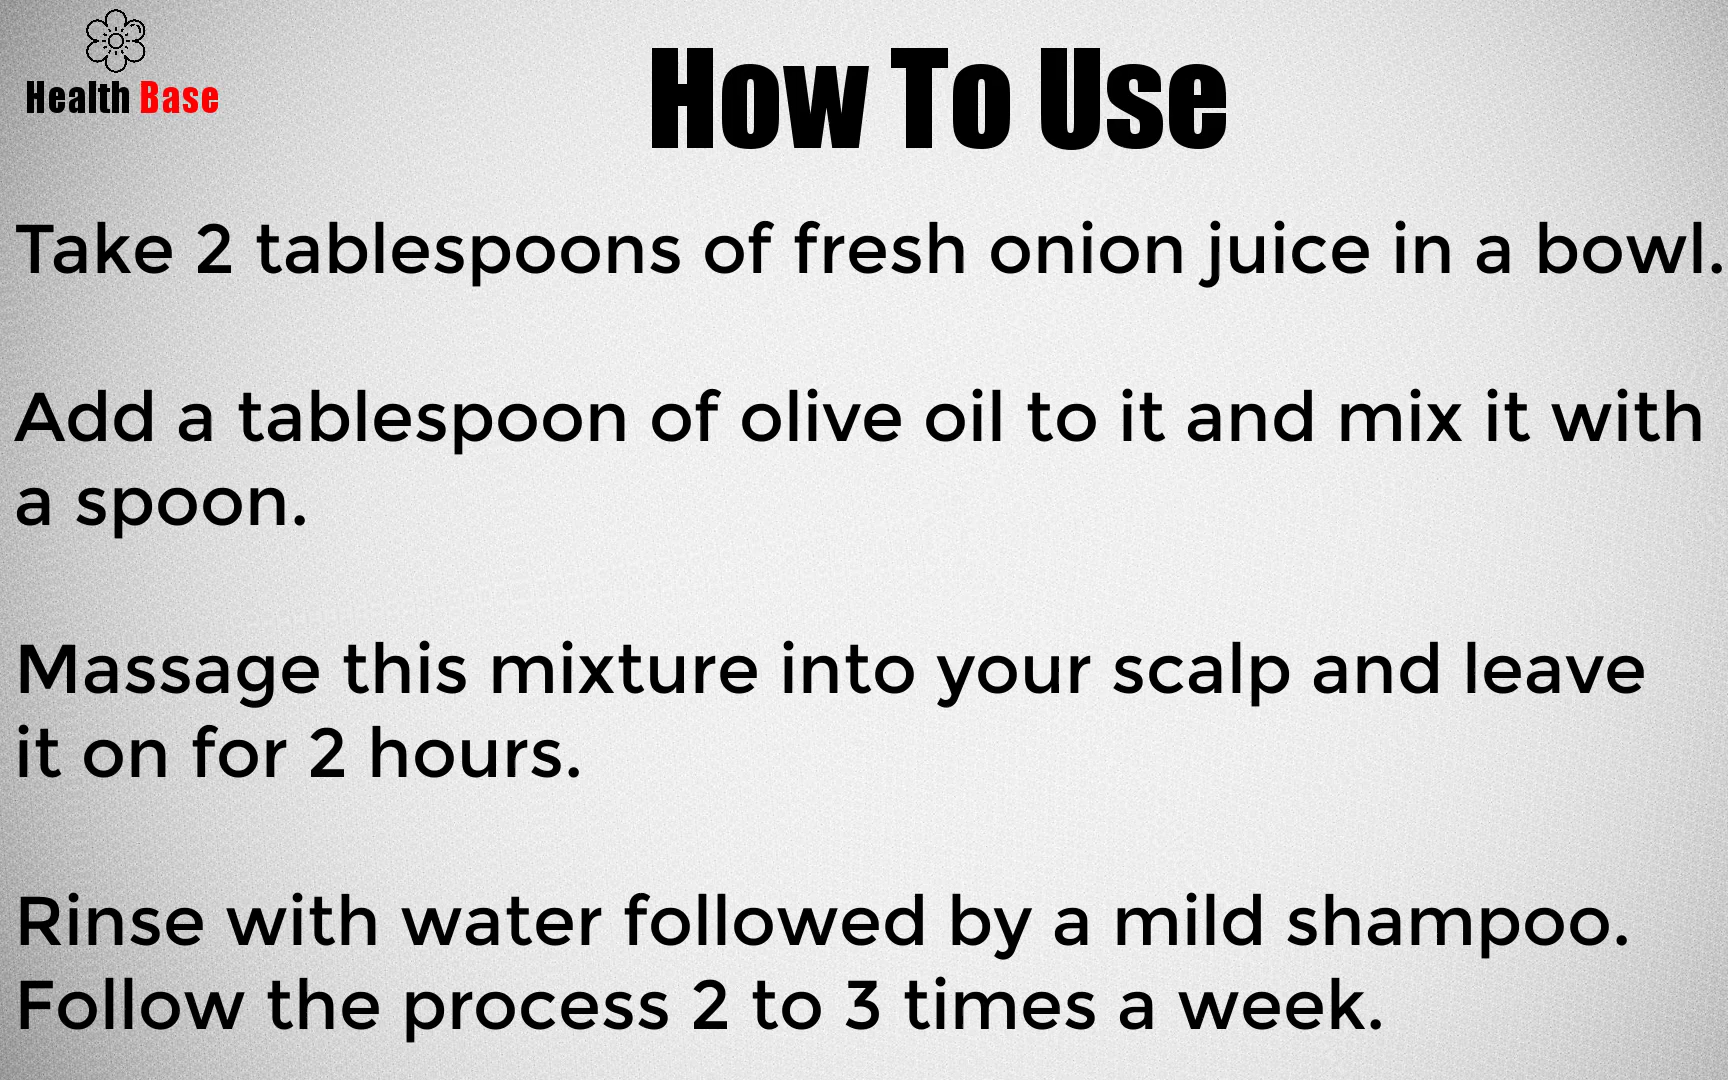 Health Base
How To Use
Take 2 tablespoons of fresh onion juice in a bowl.
Add a tablespoon of olive oil to it and mix it with
a spoon.
Massage this mixture into your scalp and leave
it on for 2 hours.
Rinse with water followed by a mild shampoo.
Follow the process 2 to 3 times a week.